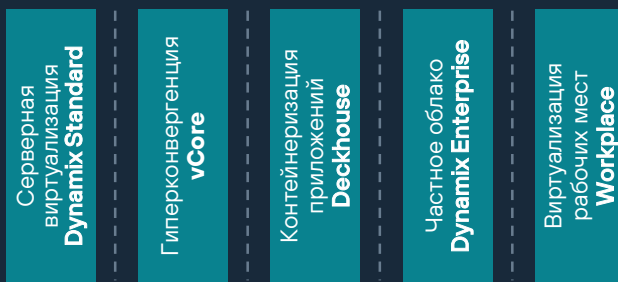 Серверная
виртуализация
Dynamix Standard
Гиперконвергенция
vCore
Контейнеризация
приложений
Deckhouse
Частное облако
Dynamix Enterprise
Виртуализация
рабочих мест
Workplace